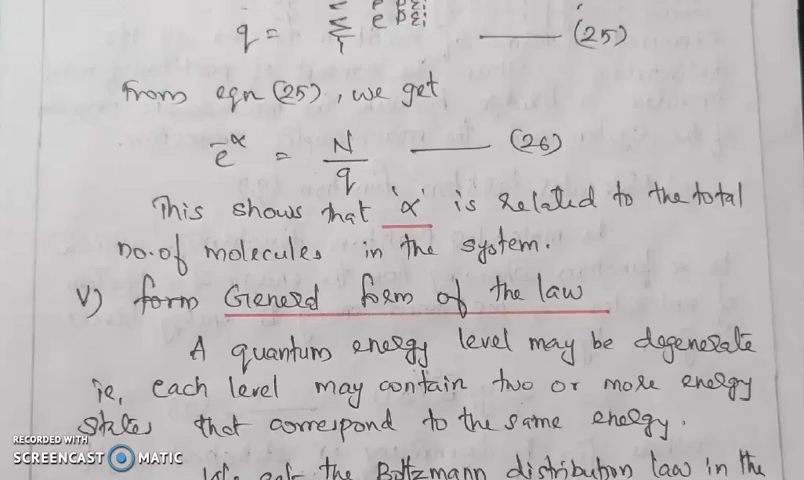 q = Σ e βεi —— (25)
i
From eqn (25), we get
e-α = N —— (26)
q
This shows that 'α' is related to the total
no. of molecules in the system.
V) form General form of the law
A quantum energy level may be degenerate
ie, each level may contain two or more energy
states that correspond to the same energy.
the Boltzmann distribution law in the
RECORDED WITH
SCREENCAST MATIC